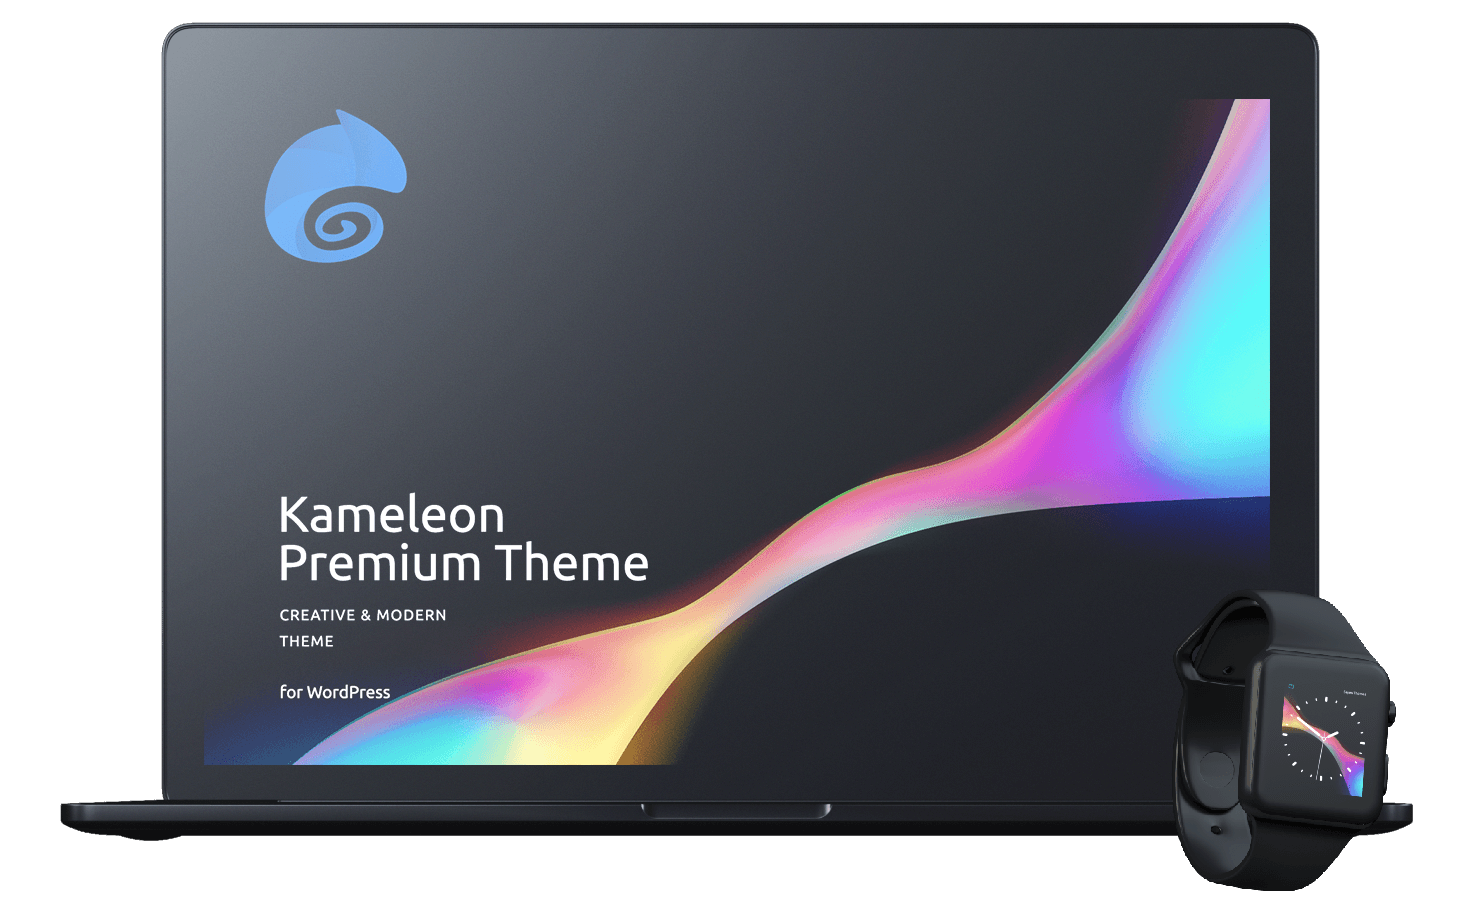 Kameleon
Premium Theme
CREATIVE & MODERN
THEME
for WordPress